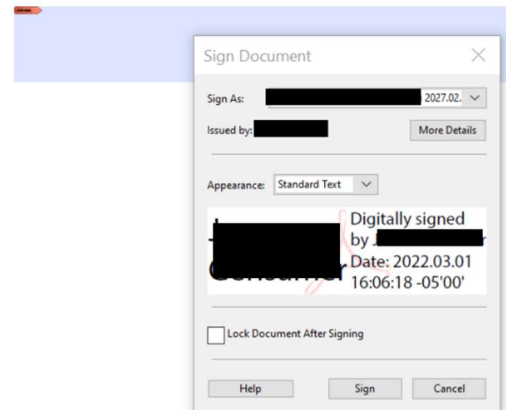 Sign Document
Sign As:
2027.02.
Issued by:
More Details
Appearance: Standard Text
Digitally signed
by J
Consumer
Date: 2022.03.01
16:06:18 -05'00'
Lock Document After Signing
Help Sign Cancel